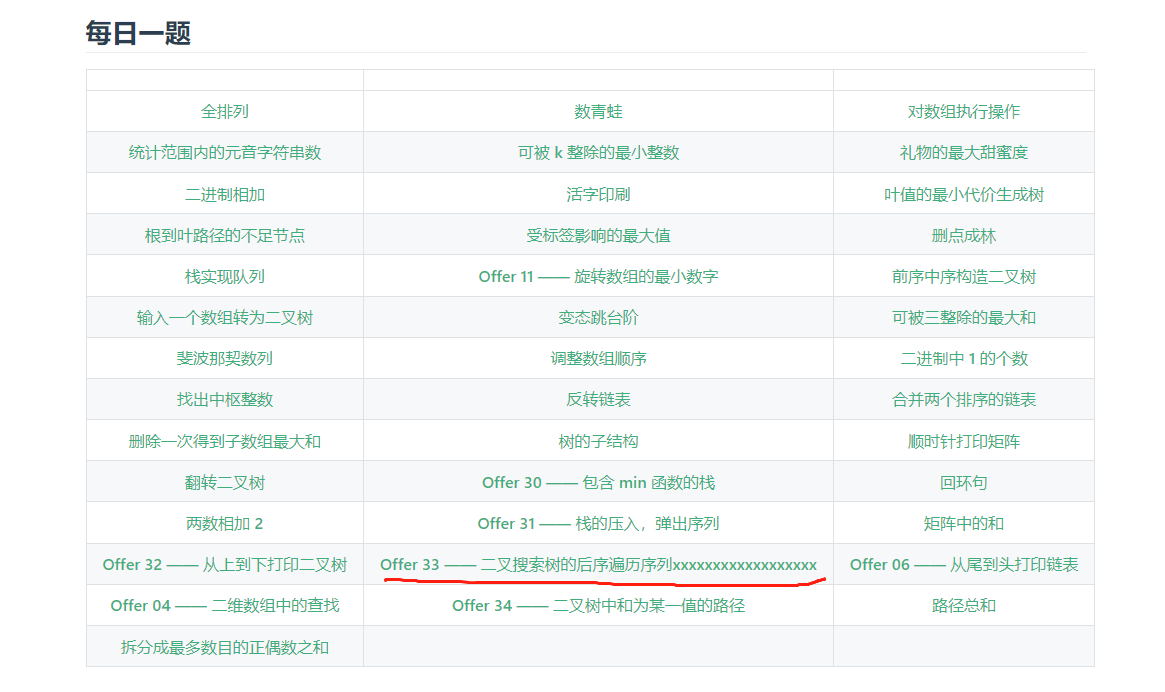 每日一题
全排列 数青蛙 对数组执行操作
统计范围内的元音字符串数 可被 k 整除的最小整数 礼物的最大甜蜜度
二进制相加 活字印刷 叶值的最小代价生成树
根到叶路径的不足节点 受标签影响的最大值 删点成林
栈实现队列 Offer 11 —— 旋转数组的最小数字 前序中序构造二叉树
输入一个数组转为二叉树 变态跳台阶 可被三整除的最大和
斐波那契数列 调整数组顺序 二进制中 1 的个数
找出中枢整数 反转链表 合并两个排序的链表
删除一次得到子数组最大和 树的子结构 顺时针打印矩阵
翻转二叉树 Offer 30 —— 包含 min 函数的栈 回环句
两数相加 2 Offer 31 —— 栈的压入，弹出序列 矩阵中的和
Offer 32 —— 从上到下打印二叉树 Offer 33 —— 二叉搜索树的后序遍历序列xxxxxxxxxxxxxxxxxx Offer 06 —— 从尾到头打印链表
Offer 04 —— 二维数组中的查找 Offer 34 —— 二叉树中和为某一值的路径 路径总和
拆分成最多数目的正偶数之和